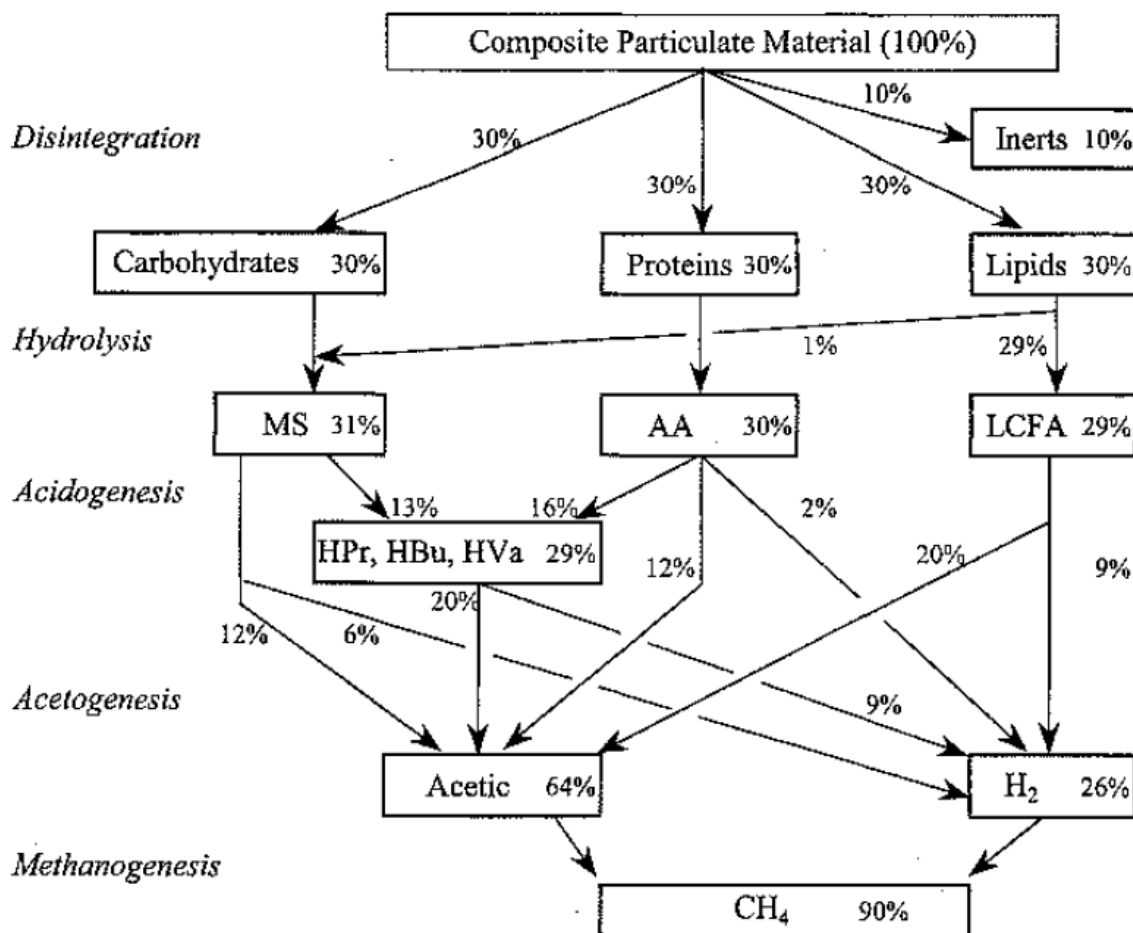 Composite Particulate Material (100%)
10%
Disintegration
30%
Inerts 10%
30%
30%
Carbohydrates 30%
Proteins 30%
Lipids 30%
Hydrolysis
1%
29%
MS 31%
AA 30%
LCFA 29%
Acidogenesis
13%
16%
2%
HPr, HBu, HVa 29%
12%
20%
9%
20%
12%
6%
Acetogenesis
9%
Acetic 64%
H₂ 26%
Methanogenesis
CH₄ 90%